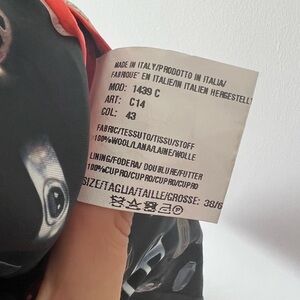 MADE IN ITALY/PRODOTTO IN ITALIA/
FABRIQUE' EN ITALIE/IN ITALIEN HERGESTELLT
MOD: 1439 C
ART: C14
COL: 43
FABRIC/TESSUTO/TISSU/STOFF
100%WOOL/LANA/LAINE/WOLLE
LINING/FODERA/ DOUBLURE/FUTTER
100%CUPRO/CUPRO/CUPRO/CUPRO
SIZE/TAGLIA/TAILLE/GROSSE: 38/6